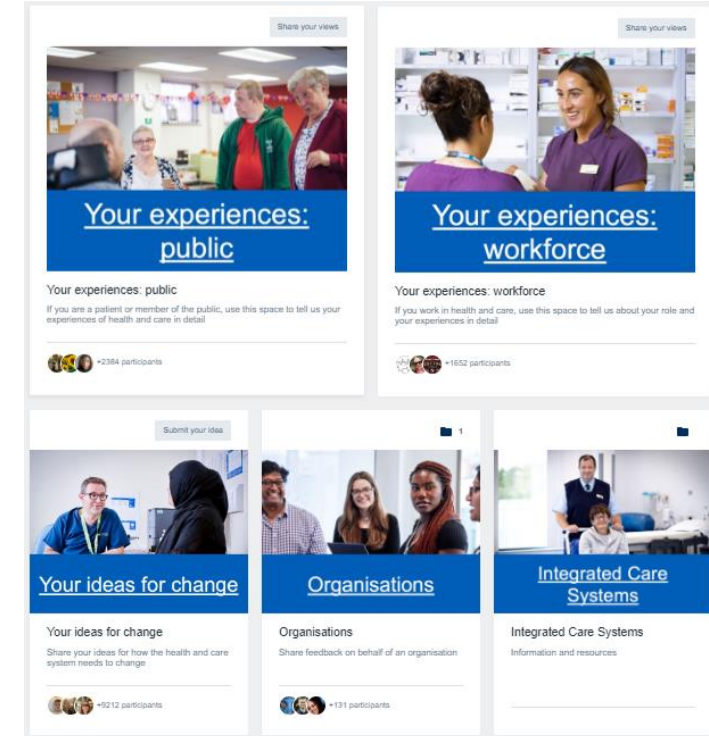 Share your views
Your experiences:
public
Your experiences: public
If you are a patient or member of the public, use this space to tell us your
experiences of health and care in detail
+2384 participants
Share your views
Your experiences:
workforce
Your experiences: workforce
If you work in health and care, use this space to tell us about your role and
your experiences in detail
+1652 participants
Submit your idea
Your ideas for change
Your ideas for change
Share your ideas for how the health and care
system needs to change
+9212 participants
1
Organisations
Organisations
Share feedback on behalf of an organisation
+131 participants
Integrated Care
Systems
Integrated Care Systems
Information and resources